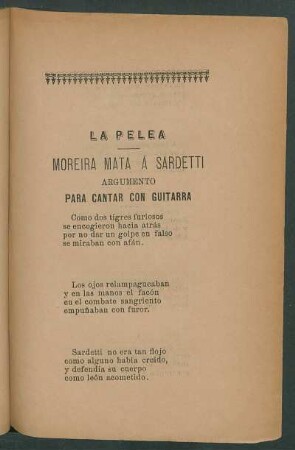 LA PELEA
MOREIRA MATA Á SARDETTI
ARGUMENTO
PARA CANTAR CON GUITARRA
Como dos tigres furiosos
se encogieron hacia atrás
por no dar un golpe en falso
se miraban con afán.
Los ojos relampagueaban
y en las manos el facón
en el combate sangriento
empuñaban con furor.
Sardetti no era tan flojo
como alguno había creido,
y defendía su cuerpo
como león acometido.